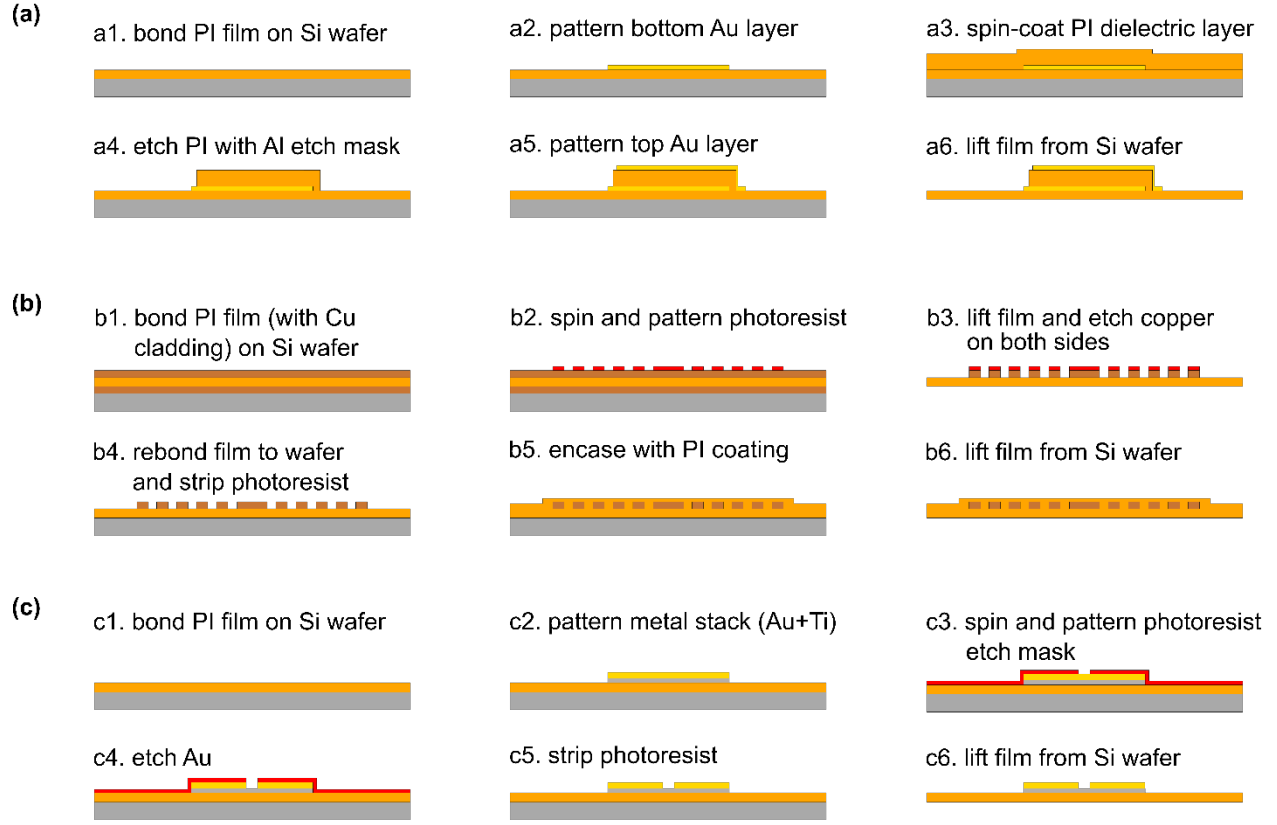 (a)
a1. bond PI film on Si wafer
a2. pattern bottom Au layer
a3. spin-coat PI dielectric layer
a4. etch PI with Al etch mask
a5. pattern top Au layer
a6. lift film from Si wafer
(b)
b1. bond PI film (with Cu
cladding) on Si wafer
b2. spin and pattern photoresist
b3. lift film and etch copper
on both sides
b4. rebond film to wafer
and strip photoresist
b5. encase with PI coating
b6. lift film from Si wafer
(c)
c1. bond PI film on Si wafer
c2. pattern metal stack (Au+Ti)
c3. spin and pattern photoresist
etch mask
c4. etch Au
c5. strip photoresist
c6. lift film from Si wafer